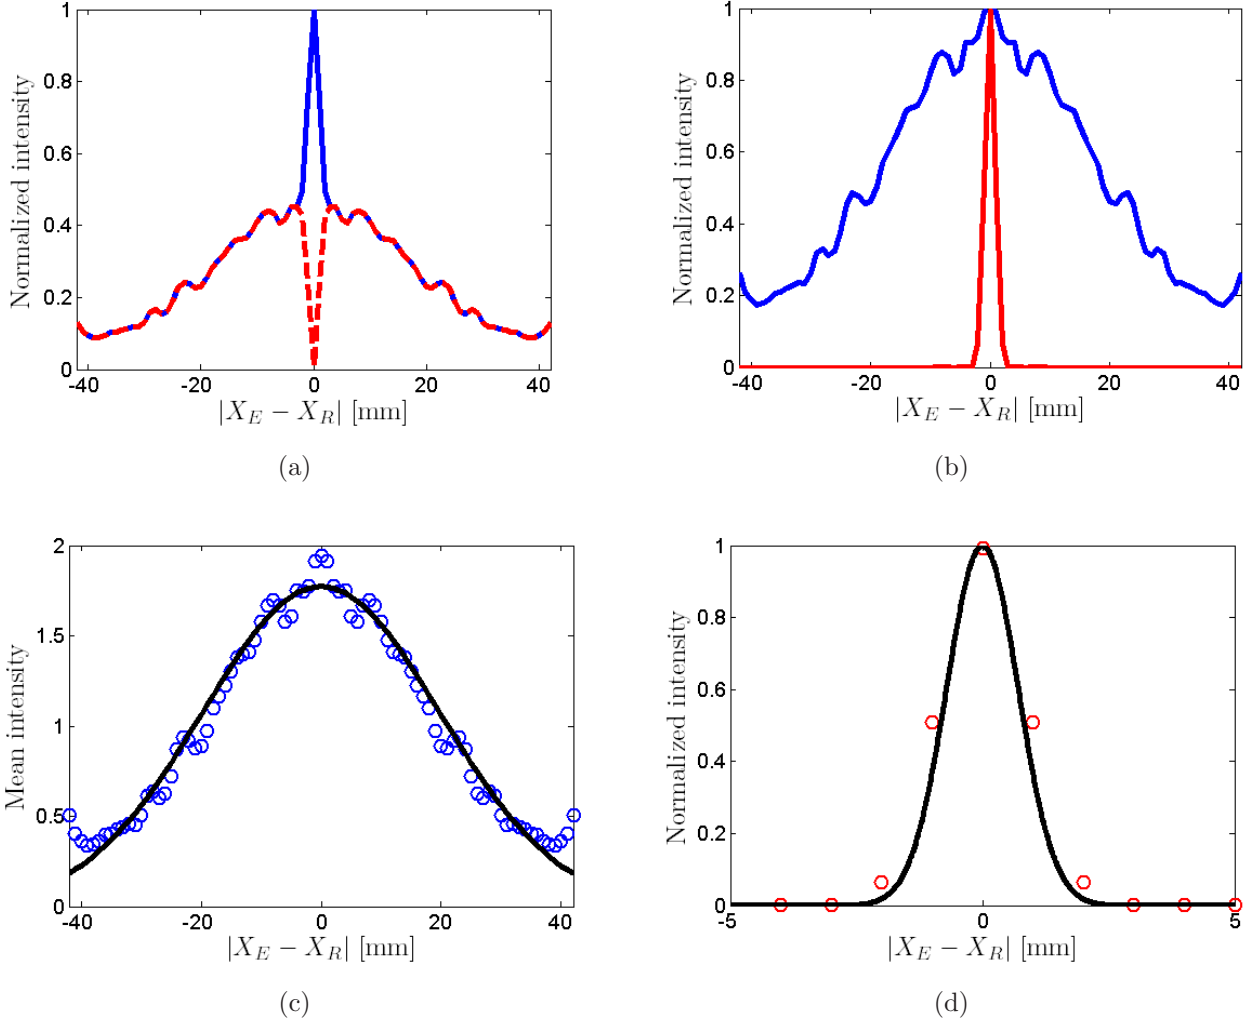 1
0.8
0.6
0.4
0.2
0
Normalized intensity
-40 -20 0 20 40
|X_E − X_R| [mm]
(a)
1
0.8
0.6
0.4
0.2
0
Normalized intensity
-40 -20 0 20 40
|X_E − X_R| [mm]
(b)
2
1.5
1
0.5
0
Mean intensity
-40 -20 0 20 40
|X_E − X_R| [mm]
(c)
1
0.8
0.6
0.4
0.2
0
Normalized intensity
-5 0 5
|X_E − X_R| [mm]
(d)